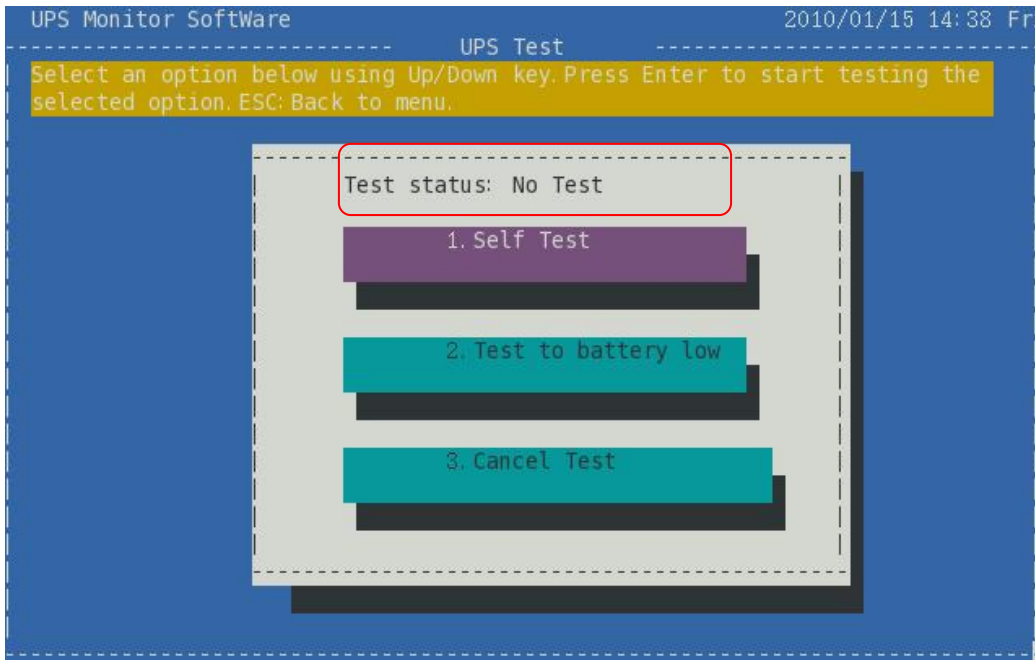 UPS Monitor SoftWare 2010/01/15 14:38 Fr
UPS Test
Select an option below using Up/Down key.Press Enter to start testing the
selected option.ESC:Back to menu.
Test status: No Test
1.Self Test
2.Test to battery low
3.Cancel Test